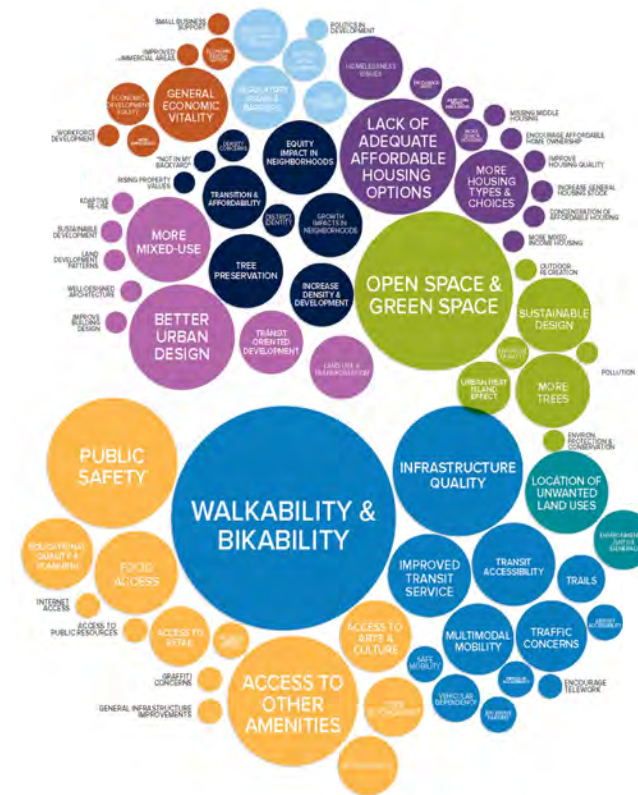 SMALL BUSINESS
SUPPORT
POLITICS IN
DEVELOPMENT
IMPROVED
HOMELESSNESS
ISSUES
GENERAL
ECONOMIC
VITALITY
ECONOMIC
DEVELOPMENT
EQUITY
WORKFORCE
DEVELOPMENT
REGULATORY
BARRIERS
DENSITY
CONCERNS
EQUITY
IMPACT IN
NEIGHBORHOODS
LACK OF
ADEQUATE
AFFORDABLE
HOUSING
OPTIONS
MISSING MIDDLE
HOUSING
ENCOURAGE AFFORDABLE
HOME OWNERSHIP
MORE
HOUSING
TYPES &
CHOICES
IMPROVE
HOUSING QUALITY
INCREASE GENERAL
HOUSING STOCK
CONCENTRATION OF
AFFORDABLE HOUSING
MORE MIXED
INCOME HOUSING
"NOT IN MY
BACKYARD"
RISING PROPERTY
VALUES
TRANSITION &
AFFORDABILITY
DISTRICT
IDENTITY
GROWTH
IMPACTS IN
NEIGHBORHOODS
ADAPTIVE
RE-USE
SUSTAINABLE
DEVELOPMENT
LAND
DEVELOPMENT
PATTERNS
MORE
MIXED-USE
TREE
PRESERVATION
INCREASE
DENSITY &
DEVELOPMENT
OPEN SPACE &
GREEN SPACE
OUTDOOR
RECREATION
WELL-DESIGNED
ARCHITECTURE
IMPROVE
BUILDING
DESIGN
BETTER
URBAN
DESIGN
TRANSIT
ORIENTED
DEVELOPMENT
LAND USE &
TRANSPORTATION
SUSTAINABLE
DESIGN
POLLUTION
URBAN HEAT
ISLAND
EFFECT
MORE
TREES
ENVIRON.
PROTECTION &
CONSERVATION
PUBLIC
SAFETY
WALKABILITY &
BIKABILITY
INFRASTRUCTURE
QUALITY
LOCATION OF
UNWANTED
LAND USES
EDUCATIONAL
QUALITY &
FOOD
ACCESS
IMPROVED
TRANSIT
SERVICE
TRANSIT
ACCESSIBILITY
TRAILS
INTERNET
ACCESS
ACCESS TO
PUBLIC RESOURCES
ACCESS TO
RETAIL
ACCESS TO
ARTS &
CULTURE
MULTIMODAL
MOBILITY
TRAFFIC
CONCERNS
SAFE
MOBILITY
GRAFFITI
CONCERNS
GENERAL INFRASTRUCTURE
IMPROVEMENTS
ACCESS TO
OTHER
AMENITIES
VEHICULAR
DEPENDENCY
ENCOURAGE
TELEWORK